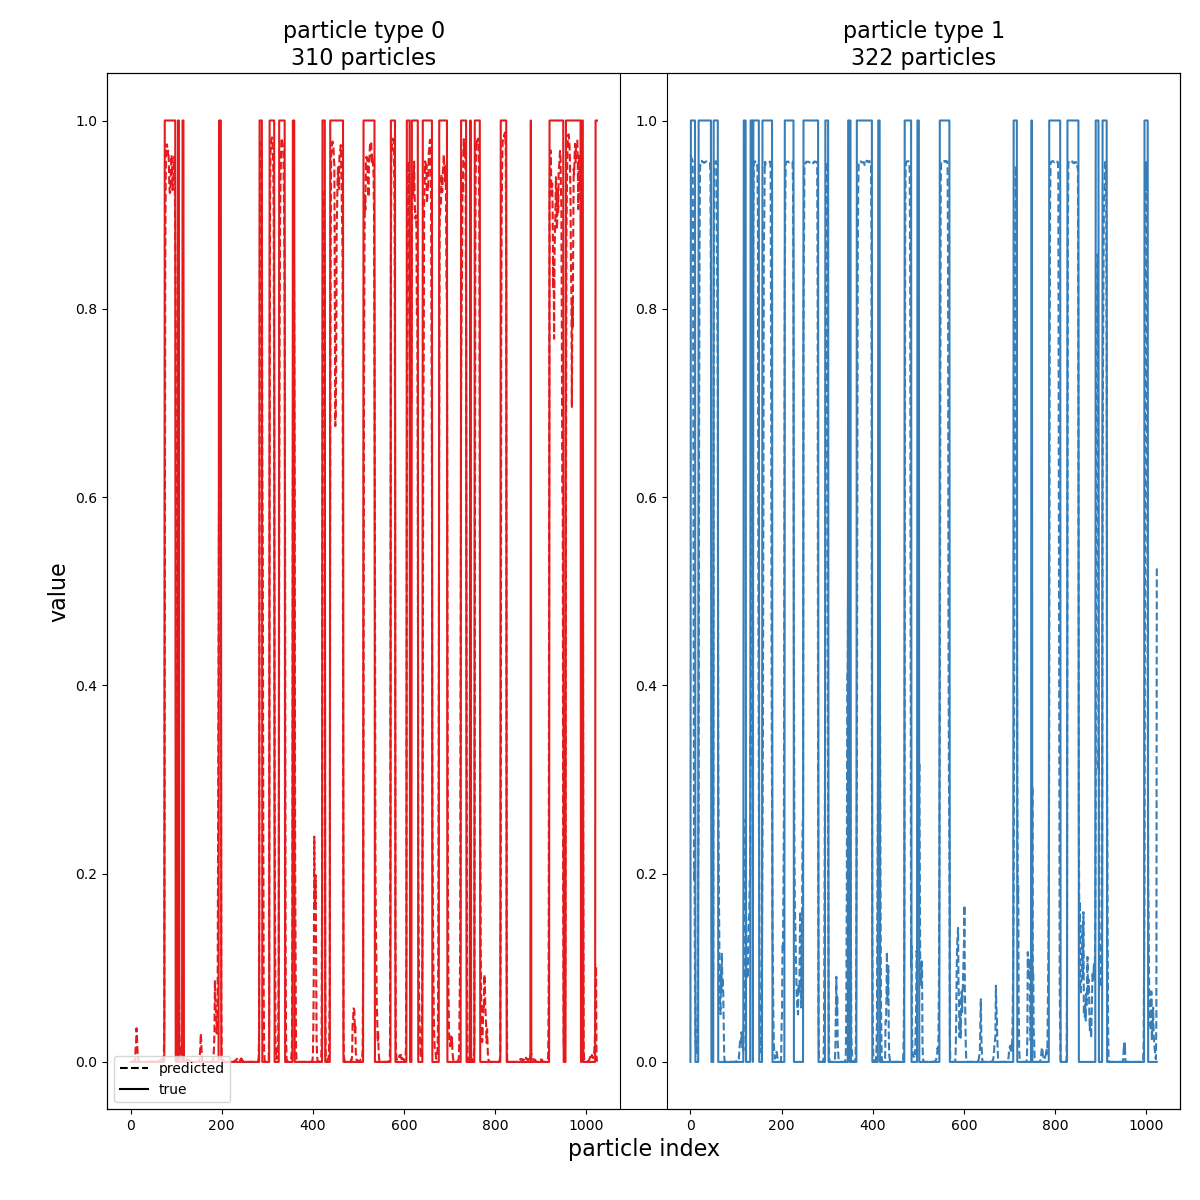 particle type 0
310 particles
particle type 1
322 particles
1.0
0.8
0.6
0.4
0.2
0.0
value
predicted
true
0 200 400 600 800 1000
1.0
0.8
0.6
0.4
0.2
0.0
0 200 400 600 800 1000
particle index